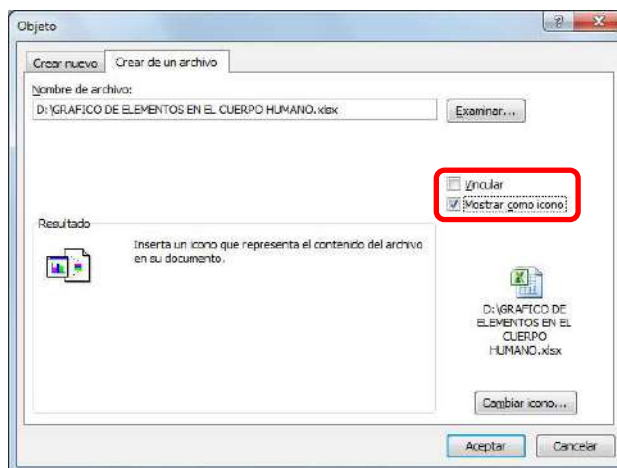 Objeto
Crear nuevo
Crear de un archivo
Nombre de archivo:
D:\GRAFICO DE ELEMENTOS EN EL CUERPO HUMANO.xlsx
Examinar...
Vincular
Mostrar como icono
Resultado
Inserta un icono que representa el contenido del archivo
en su documento.
D:\GRAFICO DE
ELEMENTOS EN EL
CUERPO
HUMANO.xlsx
Cambiar icono...
Aceptar
Cancelar